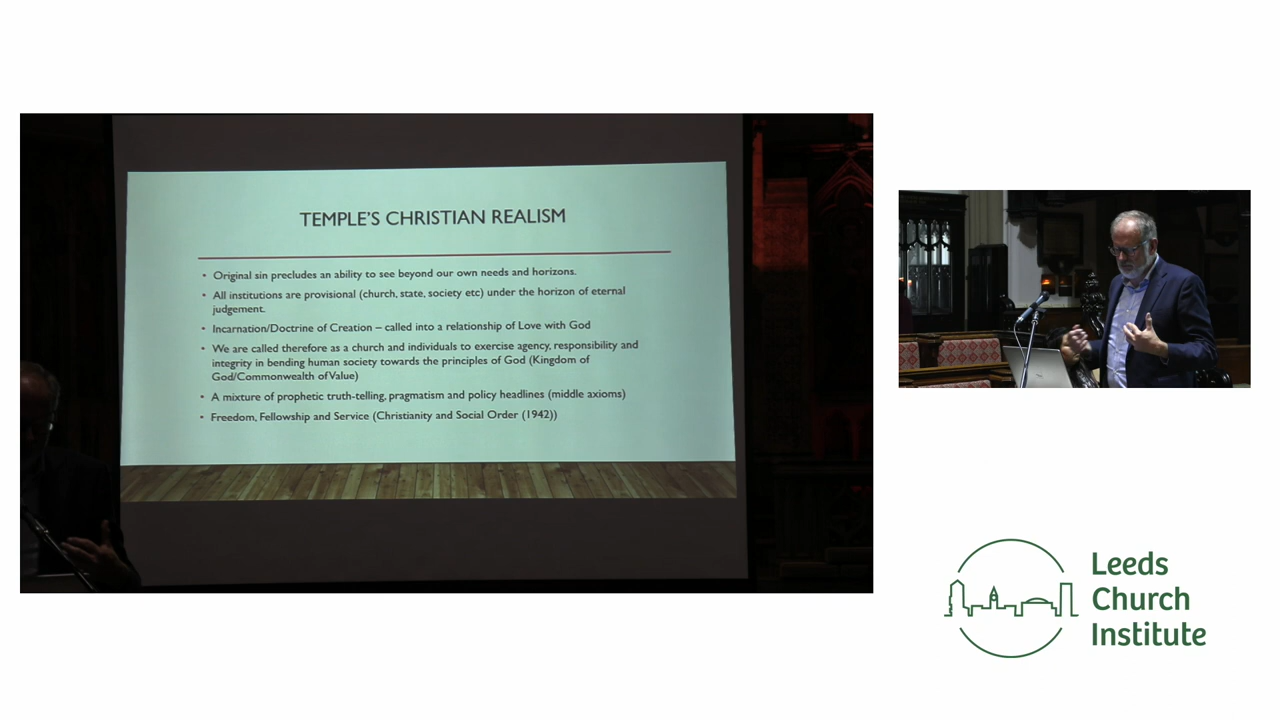 TEMPLE'S CHRISTIAN REALISM
• Original sin precludes an ability to see beyond our own needs and horizons.
• All institutions are provisional (church, state, society etc) under the horizon of eternal
judgement.
• Incarnation/Doctrine of Creation – called into a relationship of Love with God
• We are called therefore as a church and individuals to exercise agency, responsibility and
integrity in bending human society towards the principles of God (Kingdom of
God/Commonwealth of Value)
• A mixture of prophetic truth-telling, pragmatism and policy headlines (middle axioms)
• Freedom, Fellowship and Service (Christianity and Social Order (1942))
Leeds
Church
Institute